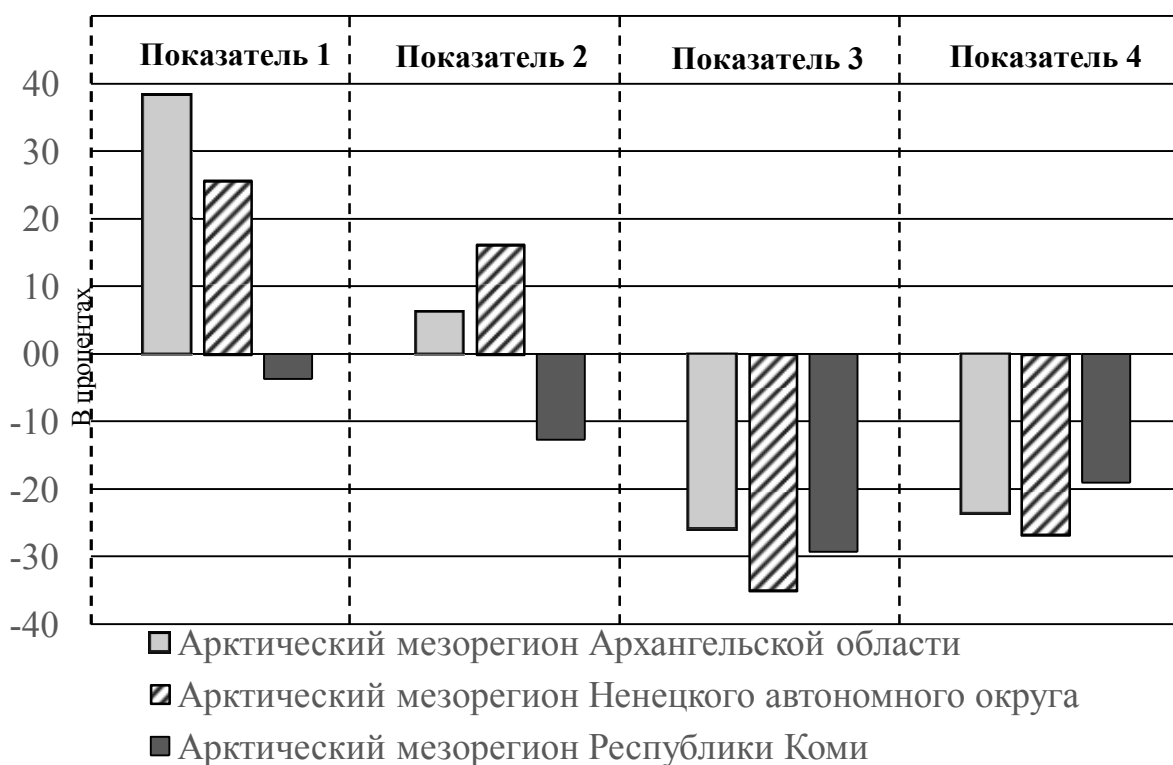 Показатель 1 Показатель 2 Показатель 3 Показатель 4
40
30
20
10
00
-10
-20
-30
-40
В процентах
Арктический мезорегион Архангельской области
Арктический мезорегион Ненецкого автономного округа
Арктический мезорегион Республики Коми